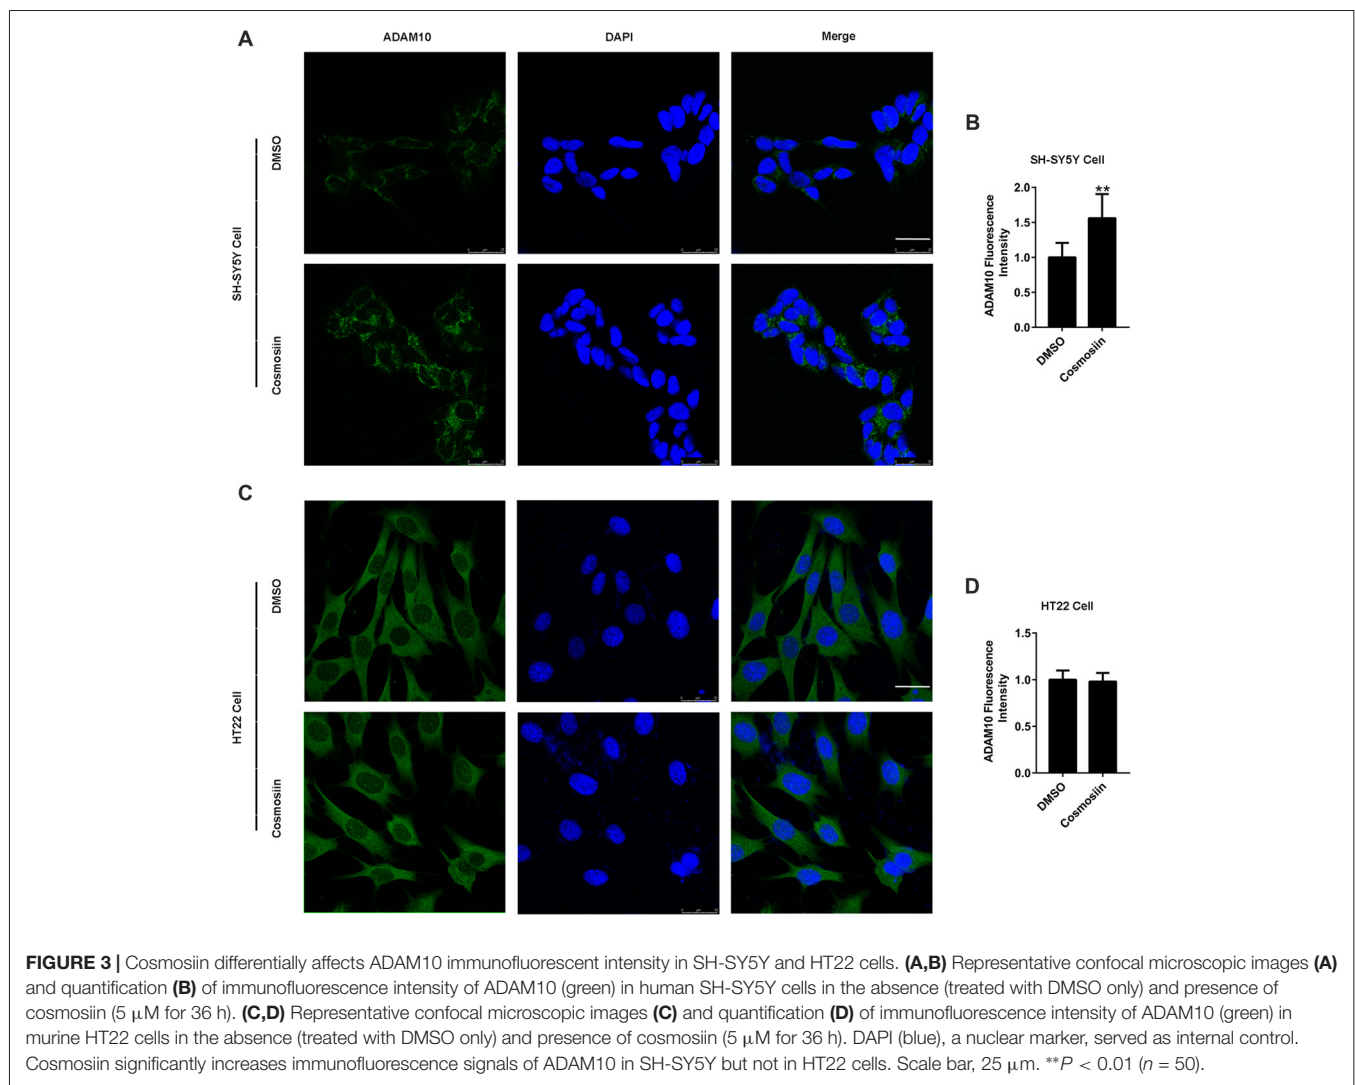 A
ADAM10
DAPI
Merge
DMSO
SH-SY5Y Cell
Cosmosiin
B
SH-SY5Y Cell
ADAM10 Fluorescence
Intensity
2.0
1.5
1.0
0.5
0.0
**
DMSO
Cosmosiin
C
DMSO
HT22 Cell
Cosmosiin
D
HT22 Cell
ADAM10 Fluorescence
Intensity
1.5
1.0
0.5
0.0
DMSO
Cosmosiin
FIGURE 3 | Cosmosiin differentially affects ADAM10 immunofluorescent intensity in SH-SY5Y and HT22 cells. (A,B) Representative confocal microscopic images (A)
and quantification (B) of immunofluorescence intensity of ADAM10 (green) in human SH-SY5Y cells in the absence (treated with DMSO only) and presence of
cosmosiin (5 μM for 36 h). (C,D) Representative confocal microscopic images (C) and quantification (D) of immunofluorescence intensity of ADAM10 (green) in
murine HT22 cells in the absence (treated with DMSO only) and presence of cosmosiin (5 μM for 36 h). DAPI (blue), a nuclear marker, served as internal control.
Cosmosiin significantly increases immunofluorescence signals of ADAM10 in SH-SY5Y but not in HT22 cells. Scale bar, 25 μm. **P < 0.01 (n = 50).